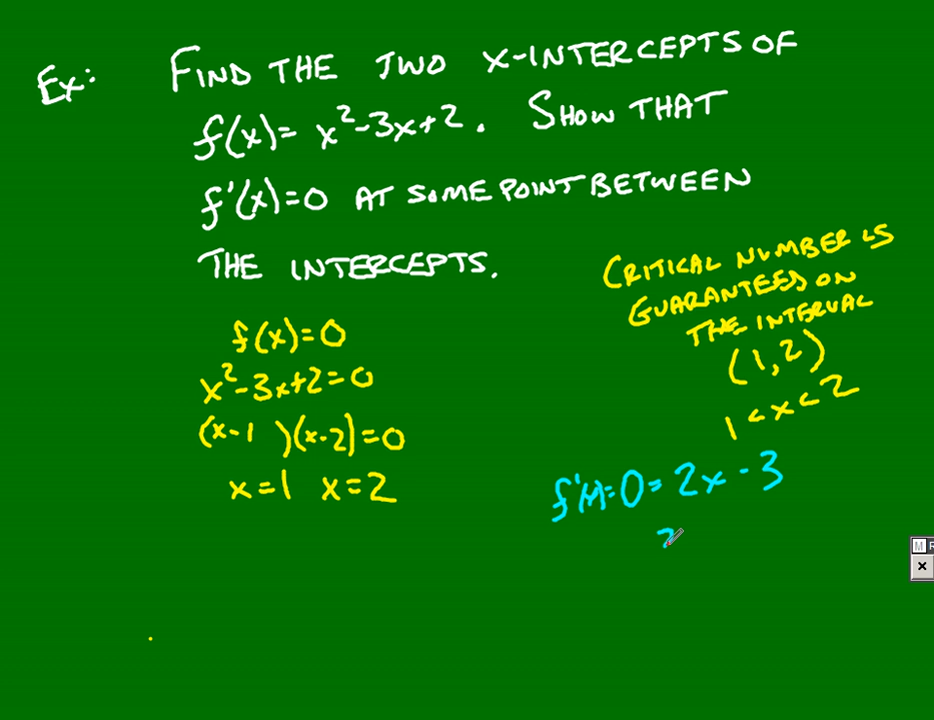 Ex: FIND THE TWO X-INTERCEPTS OF
f(x)= x²-3x+2. SHOW THAT
f'(x)=0 AT SOME POINT BETWEEN
THE INTERCEPTS.
f(x)=0
x²-3x+2=0
(x-1 )(x-2)=0
x=1 x=2
CRITICAL NUMBER IS
GUARANTEED ON
THE INTERVAL
(1,2)
1<x<2
f'(x)=0=2x-3
M R
×